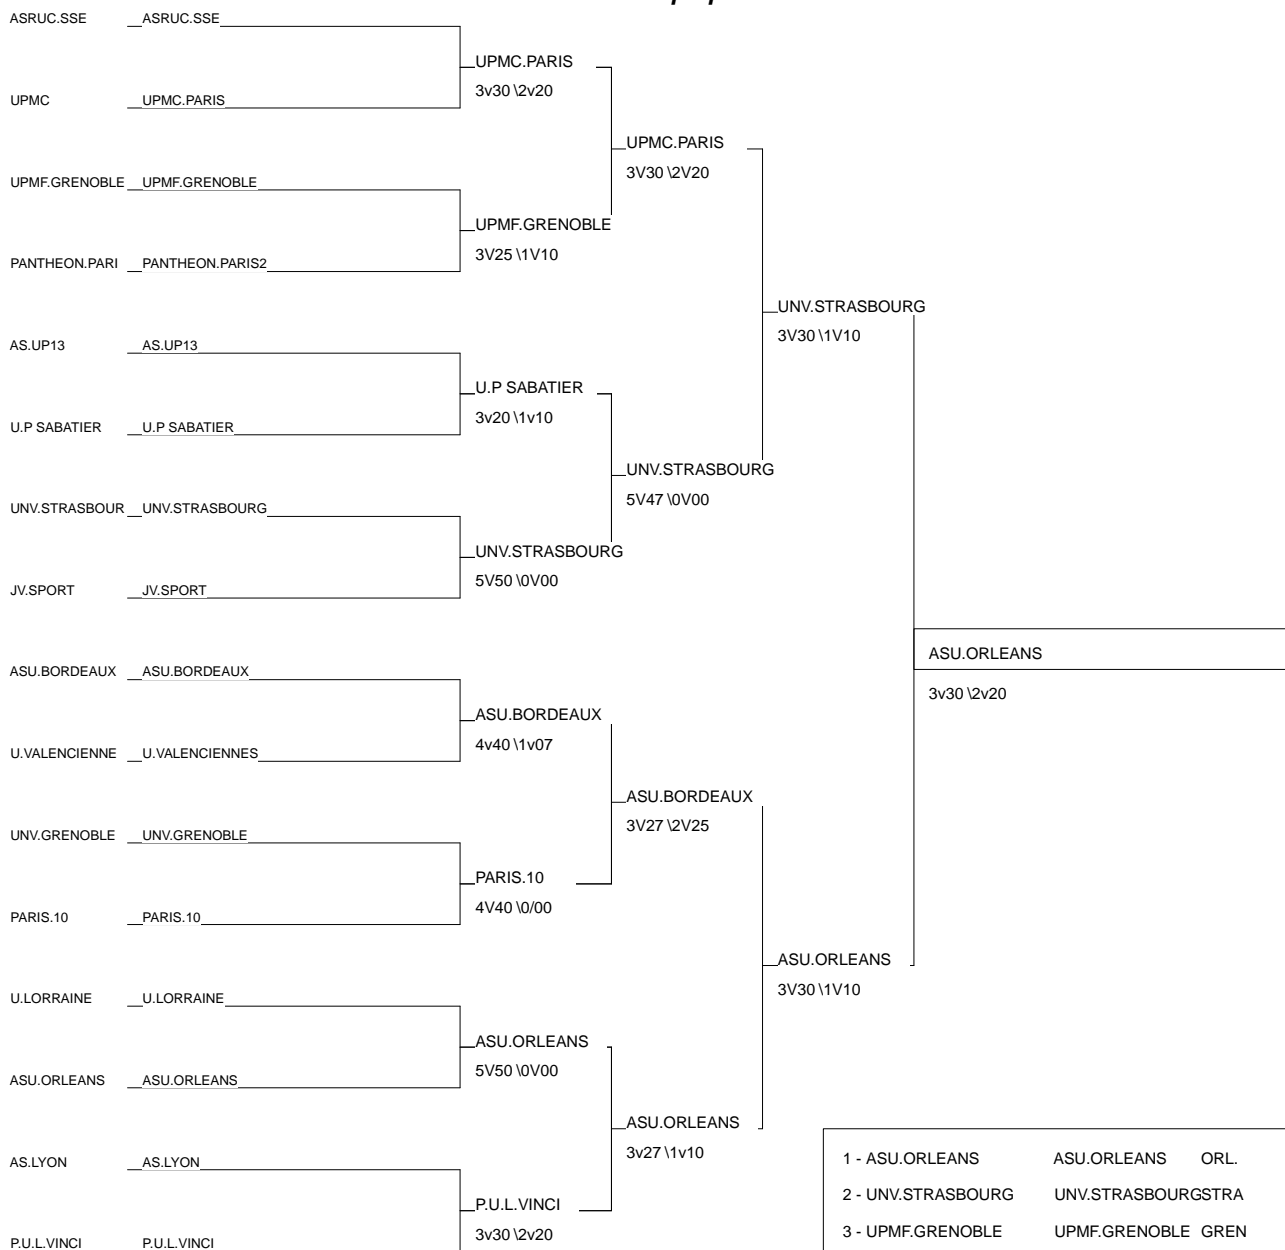 ASRUC.SSE ASRUC.SSE
UPMC.PARIS
3v30 \2v20
UPMC UPMC.PARIS
UPMC.PARIS
3V30 \2V20
UPMF.GRENOBLE UPMF.GRENOBLE
UPMF.GRENOBLE
3V25 \1V10
PANTHEON.PARI PANTHEON.PARIS2
UNV.STRASBOURG
3V30 \1V10
AS.UP13 AS.UP13
U.P SABATIER
3v20 \1v10
U.P SABATIER U.P SABATIER
UNV.STRASBOURG
5V47 \0V00
UNV.STRASBOUR UNV.STRASBOURG
UNV.STRASBOURG
5V50 \0V00
JV.SPORT JV.SPORT
ASU.ORLEANS
3v30 \2v20
ASU.BORDEAUX ASU.BORDEAUX
ASU.BORDEAUX
4v40 \1v07
U.VALENCIENNE U.VALENCIENNES
ASU.BORDEAUX
3V27 \2V25
UNV.GRENOBLE UNV.GRENOBLE
PARIS.10
4V40 \0/00
PARIS.10 PARIS.10
ASU.ORLEANS
3V30 \1V10
U.LORRAINE U.LORRAINE
ASU.ORLEANS
5V50 \0V00
ASU.ORLEANS ASU.ORLEANS
ASU.ORLEANS
3v27 \1v10
AS.LYON AS.LYON
P.U.L.VINCI
3v30 \2v20
P.U.L.VINCI P.U.L.VINCI
1 - ASU.ORLEANS ASU.ORLEANS ORL.
2 - UNV.STRASBOURG UNV.STRASBOURGSTRA
3 - UPMF.GRENOBLE UPMF.GRENOBLE GREN